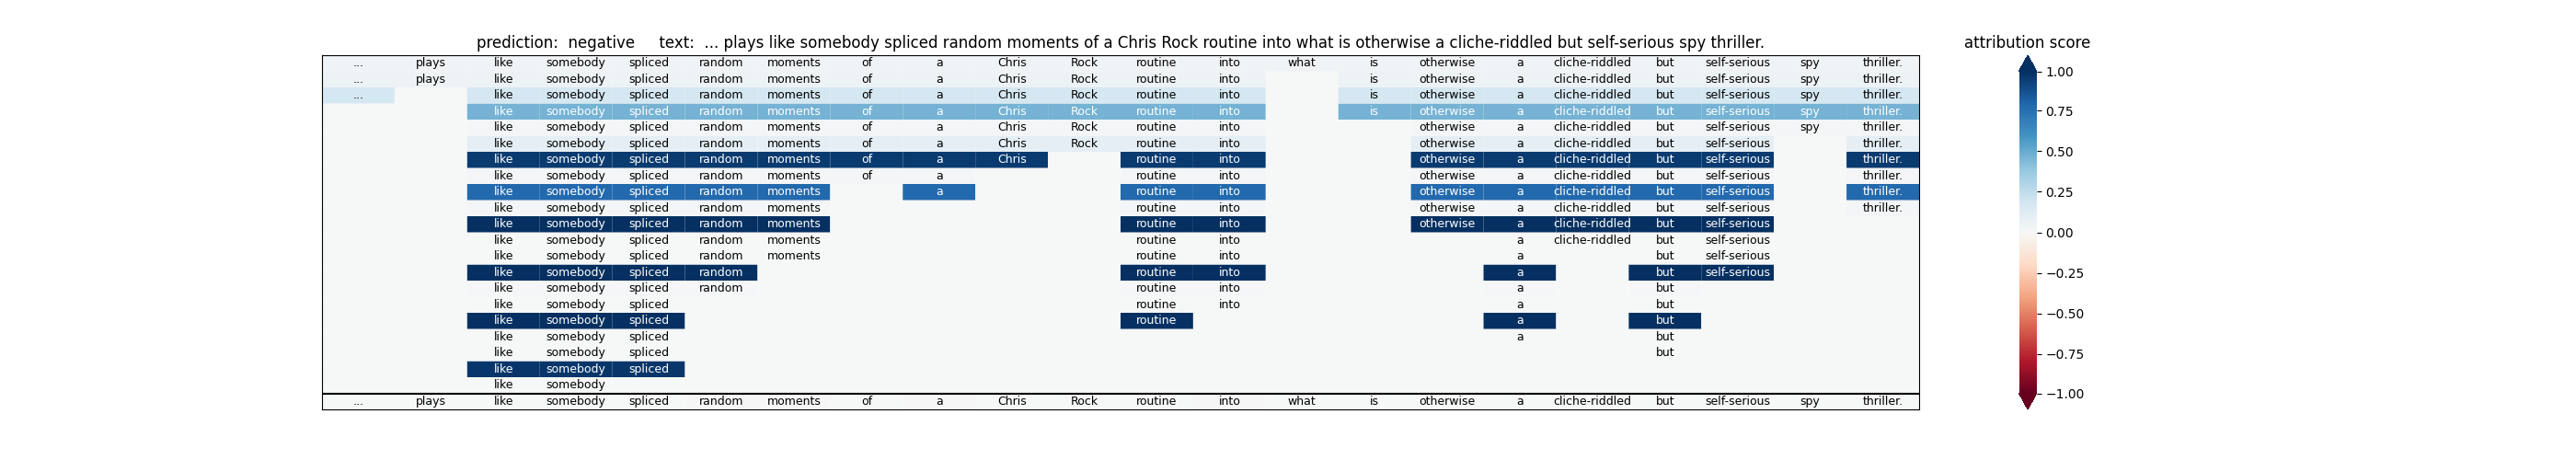 prediction: negative text: ... plays like somebody spliced random moments of a Chris Rock routine into what is otherwise a cliche-riddled but self-serious spy thriller.
attribution score
... plays like somebody spliced random moments of a Chris Rock routine into what is otherwise a cliche-riddled but self-serious spy thriller.
... plays like somebody spliced random moments of a Chris Rock routine into is otherwise a cliche-riddled but self-serious spy thriller.
... like somebody spliced random moments of a Chris Rock routine into is otherwise a cliche-riddled but self-serious spy thriller.
like somebody spliced random moments of a Chris Rock routine into is otherwise a cliche-riddled but self-serious spy thriller.
like somebody spliced random moments of a Chris Rock routine into otherwise a cliche-riddled but self-serious spy thriller.
like somebody spliced random moments of a Chris Rock routine into otherwise a cliche-riddled but self-serious thriller.
like somebody spliced random moments of a Chris routine into otherwise a cliche-riddled but self-serious thriller.
like somebody spliced random moments of a routine into otherwise a cliche-riddled but self-serious thriller.
like somebody spliced random moments a routine into otherwise a cliche-riddled but self-serious thriller.
like somebody spliced random moments routine into otherwise a cliche-riddled but self-serious thriller.
like somebody spliced random moments routine into otherwise a cliche-riddled but self-serious
like somebody spliced random moments routine into a cliche-riddled but self-serious
like somebody spliced random moments routine into a but self-serious
like somebody spliced random routine into a but self-serious
like somebody spliced random routine into a but
like somebody spliced routine into a but
like somebody spliced routine a but
like somebody spliced a but
like somebody spliced but
like somebody spliced
like somebody
... plays like somebody spliced random moments of a Chris Rock routine into what is otherwise a cliche-riddled but self-serious spy thriller.
1.00
0.75
0.50
0.25
0.00
−0.25
−0.50
−0.75
−1.00